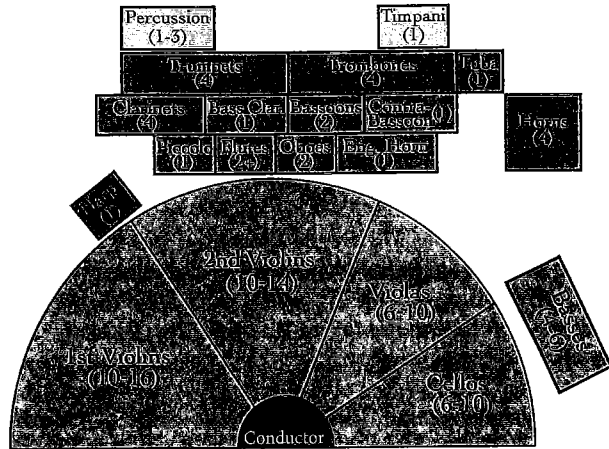 Percussion
(1-3)
Timpani
(1)
Trumpets
(4)
Trombones
(4)
Tuba
(1)
Clarinets
(4)
Bass Clar.
(1)
Bassoons
(2)
Contra-
Bassoon (1)
Horns
(4)
Piccolo
(1)
Flutes
(2+)
Oboes
(2)
Eng. Horn
(1)
Harp
(1)
2nd Violins
(10-14)
Violas
(6-10)
1st Violins
(10-16)
Cellos
(6-10)
Basses
Conductor